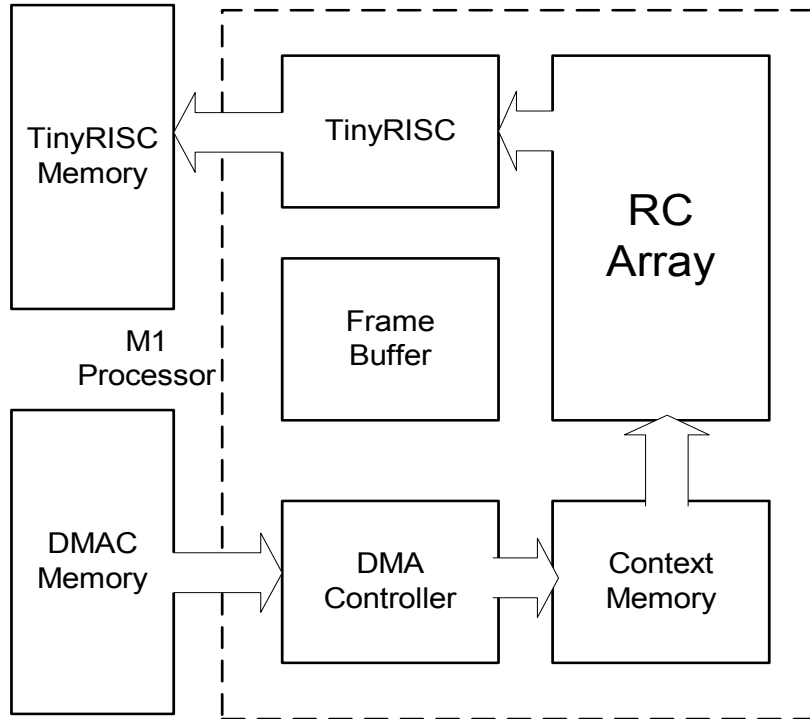 TinyRISC
Memory
TinyRISC
RC
Array
Frame
Buffer
M1
Processor
DMAC
Memory
DMA
Controller
Context
Memory